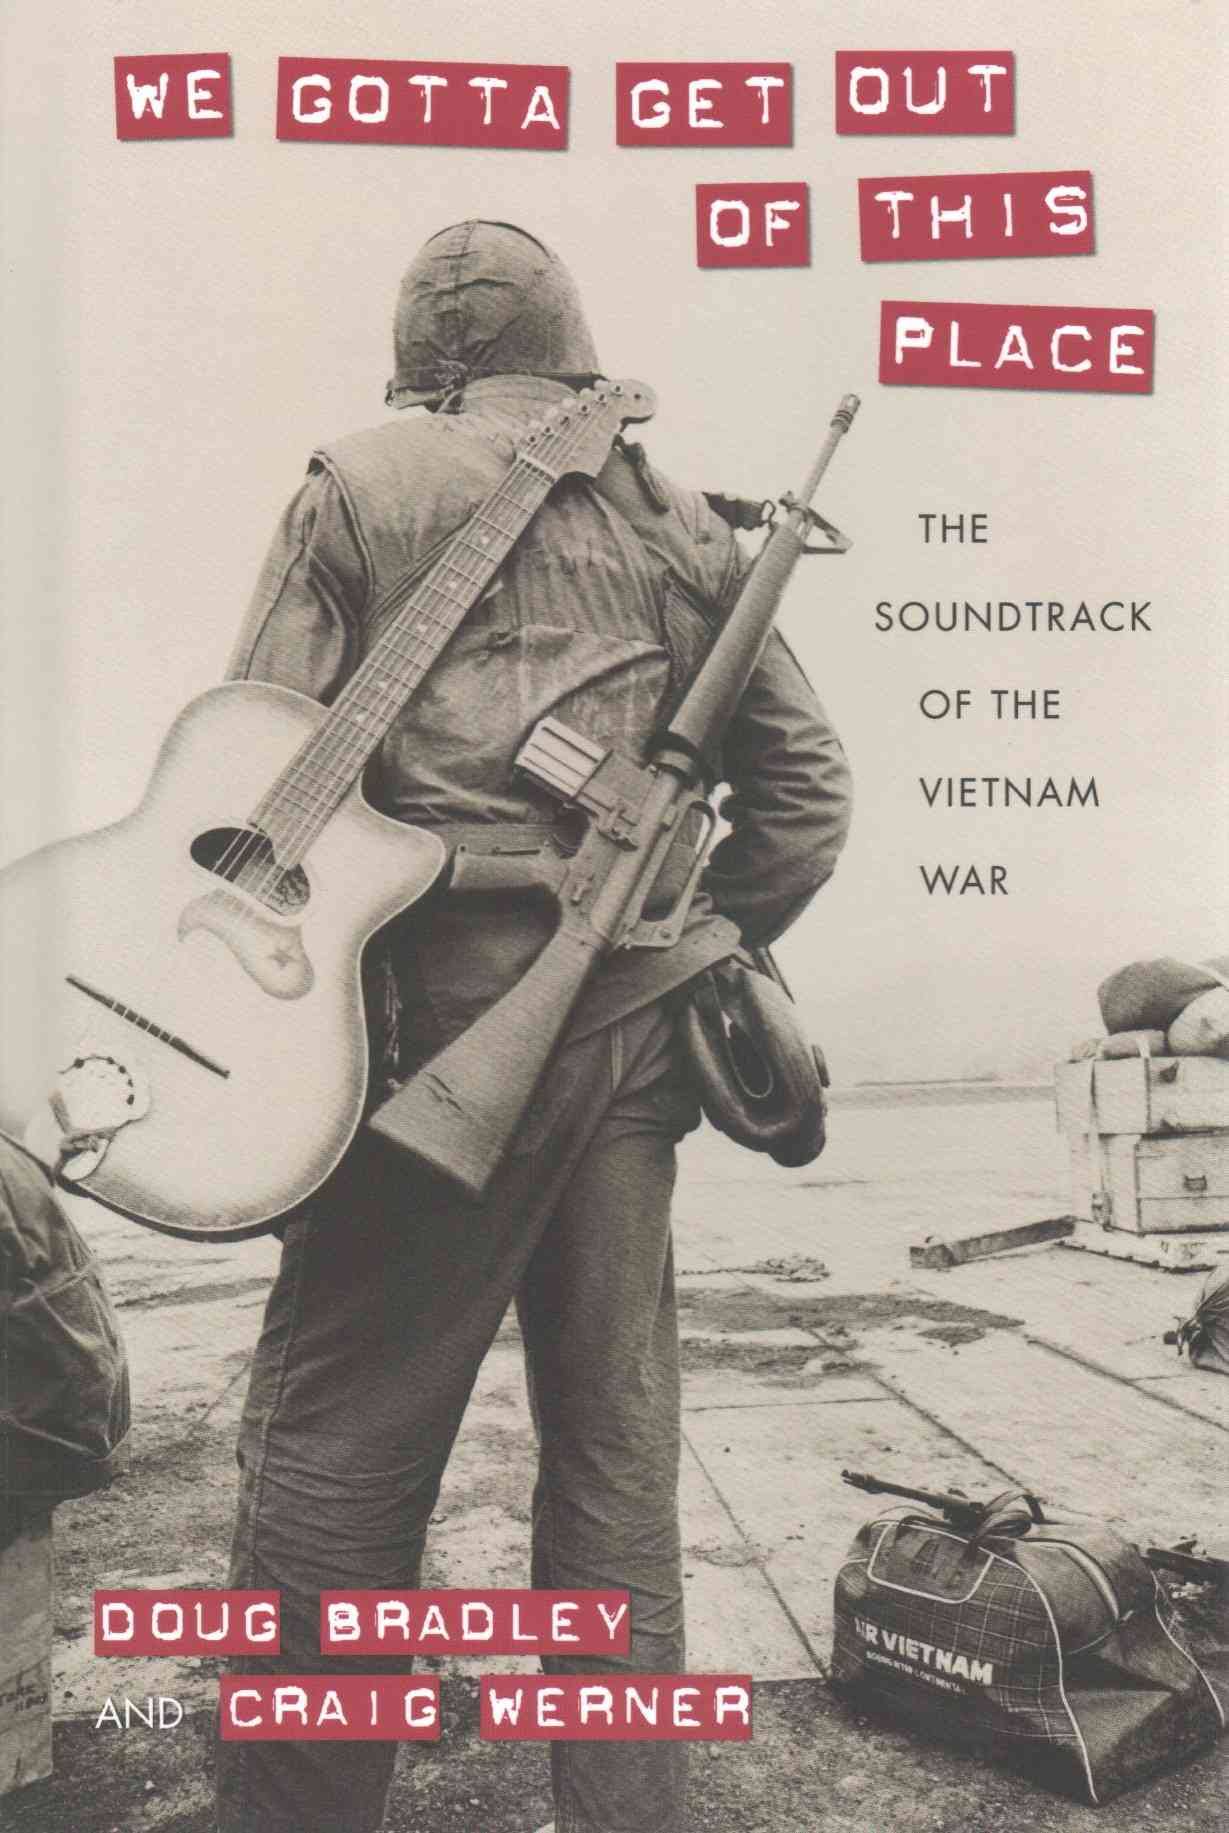 WE GOTTA GET OUT
OF THIS
PLACE
THE
SOUNDTRACK
OF THE
VIETNAM
WAR
DOUG BRADLEY
AND CRAIG WERNER
AIR VIETNAM